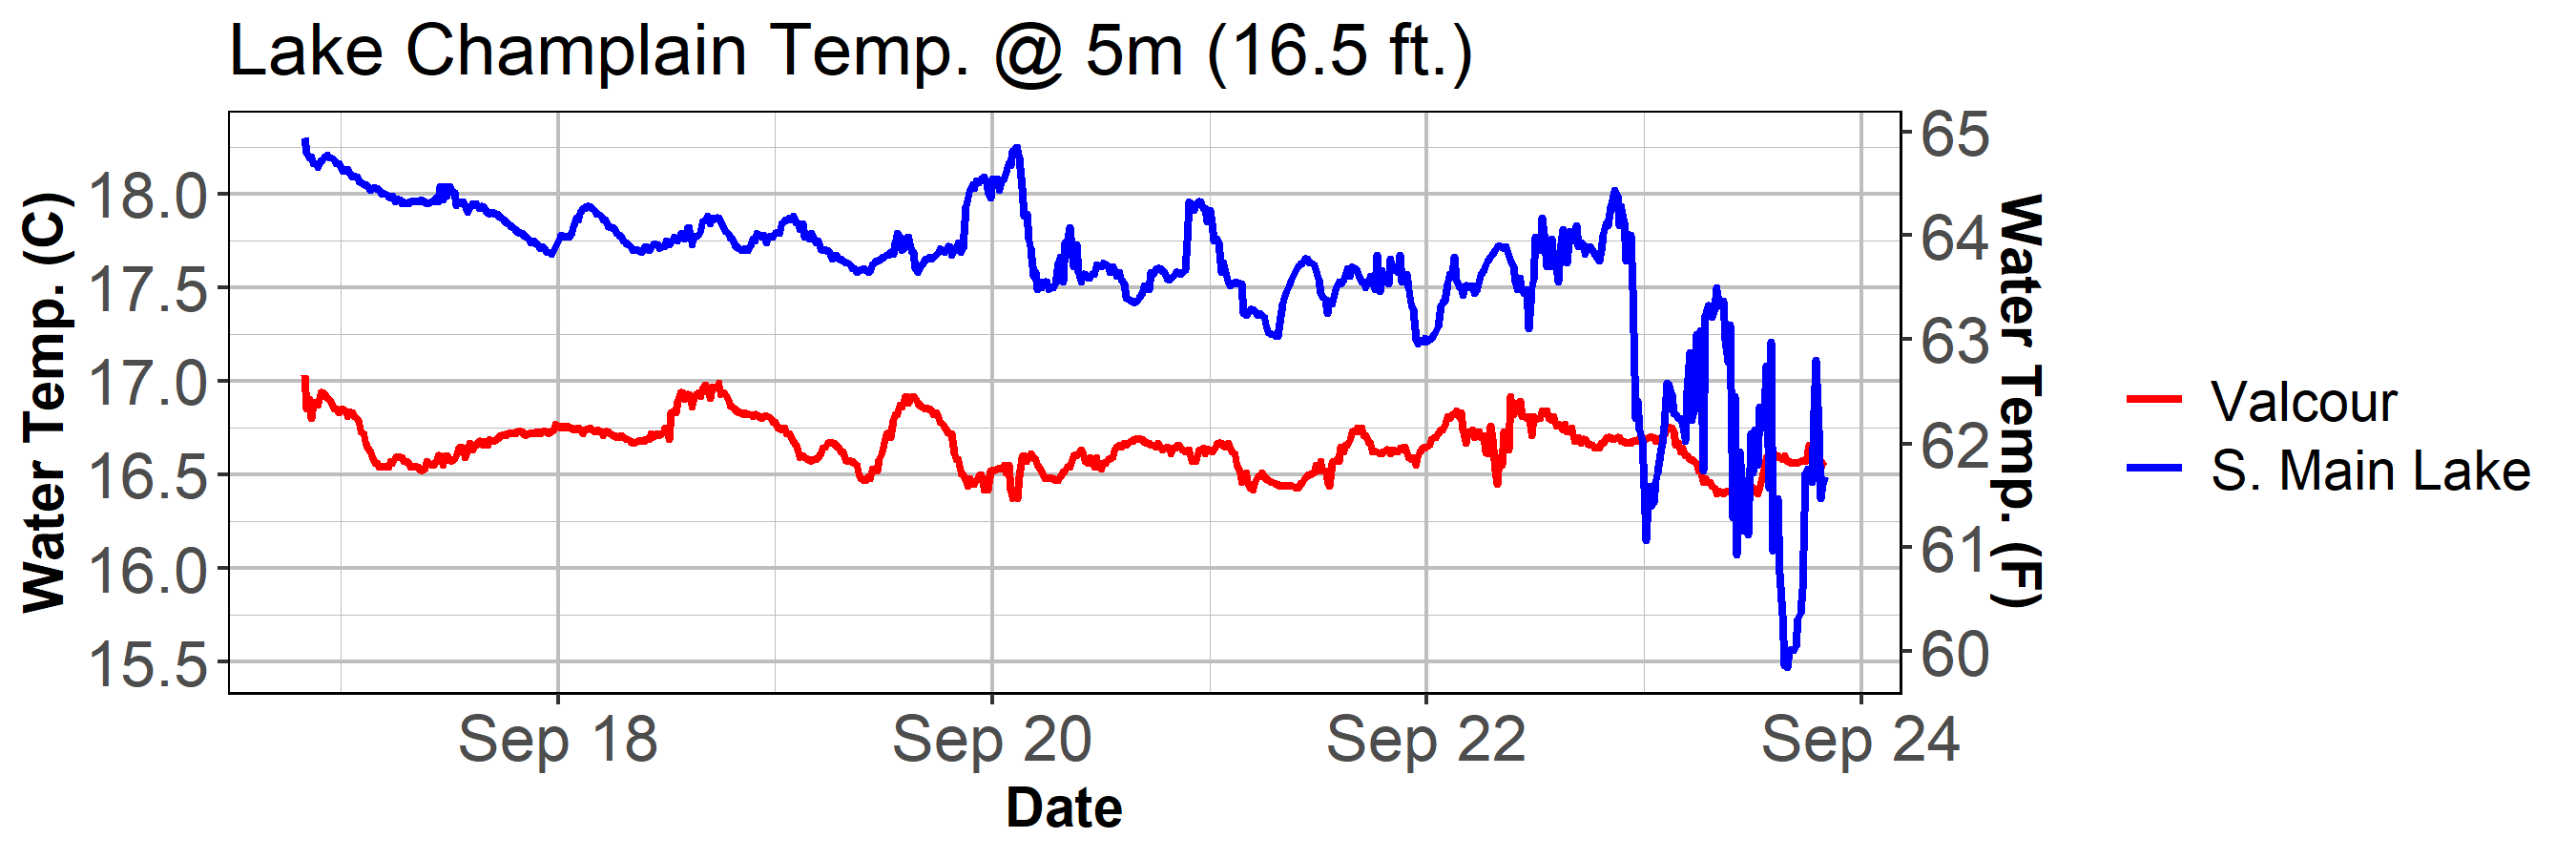 Lake Champlain Temp. @ 5m (16.5 ft.)
Water Temp. (C)
18.0
17.5
17.0
16.5
16.0
15.5
65
64
63
62
61
60
Water Temp. (F)
Sep 18
Sep 20
Sep 22
Sep 24
Date
Valcour
S. Main Lake